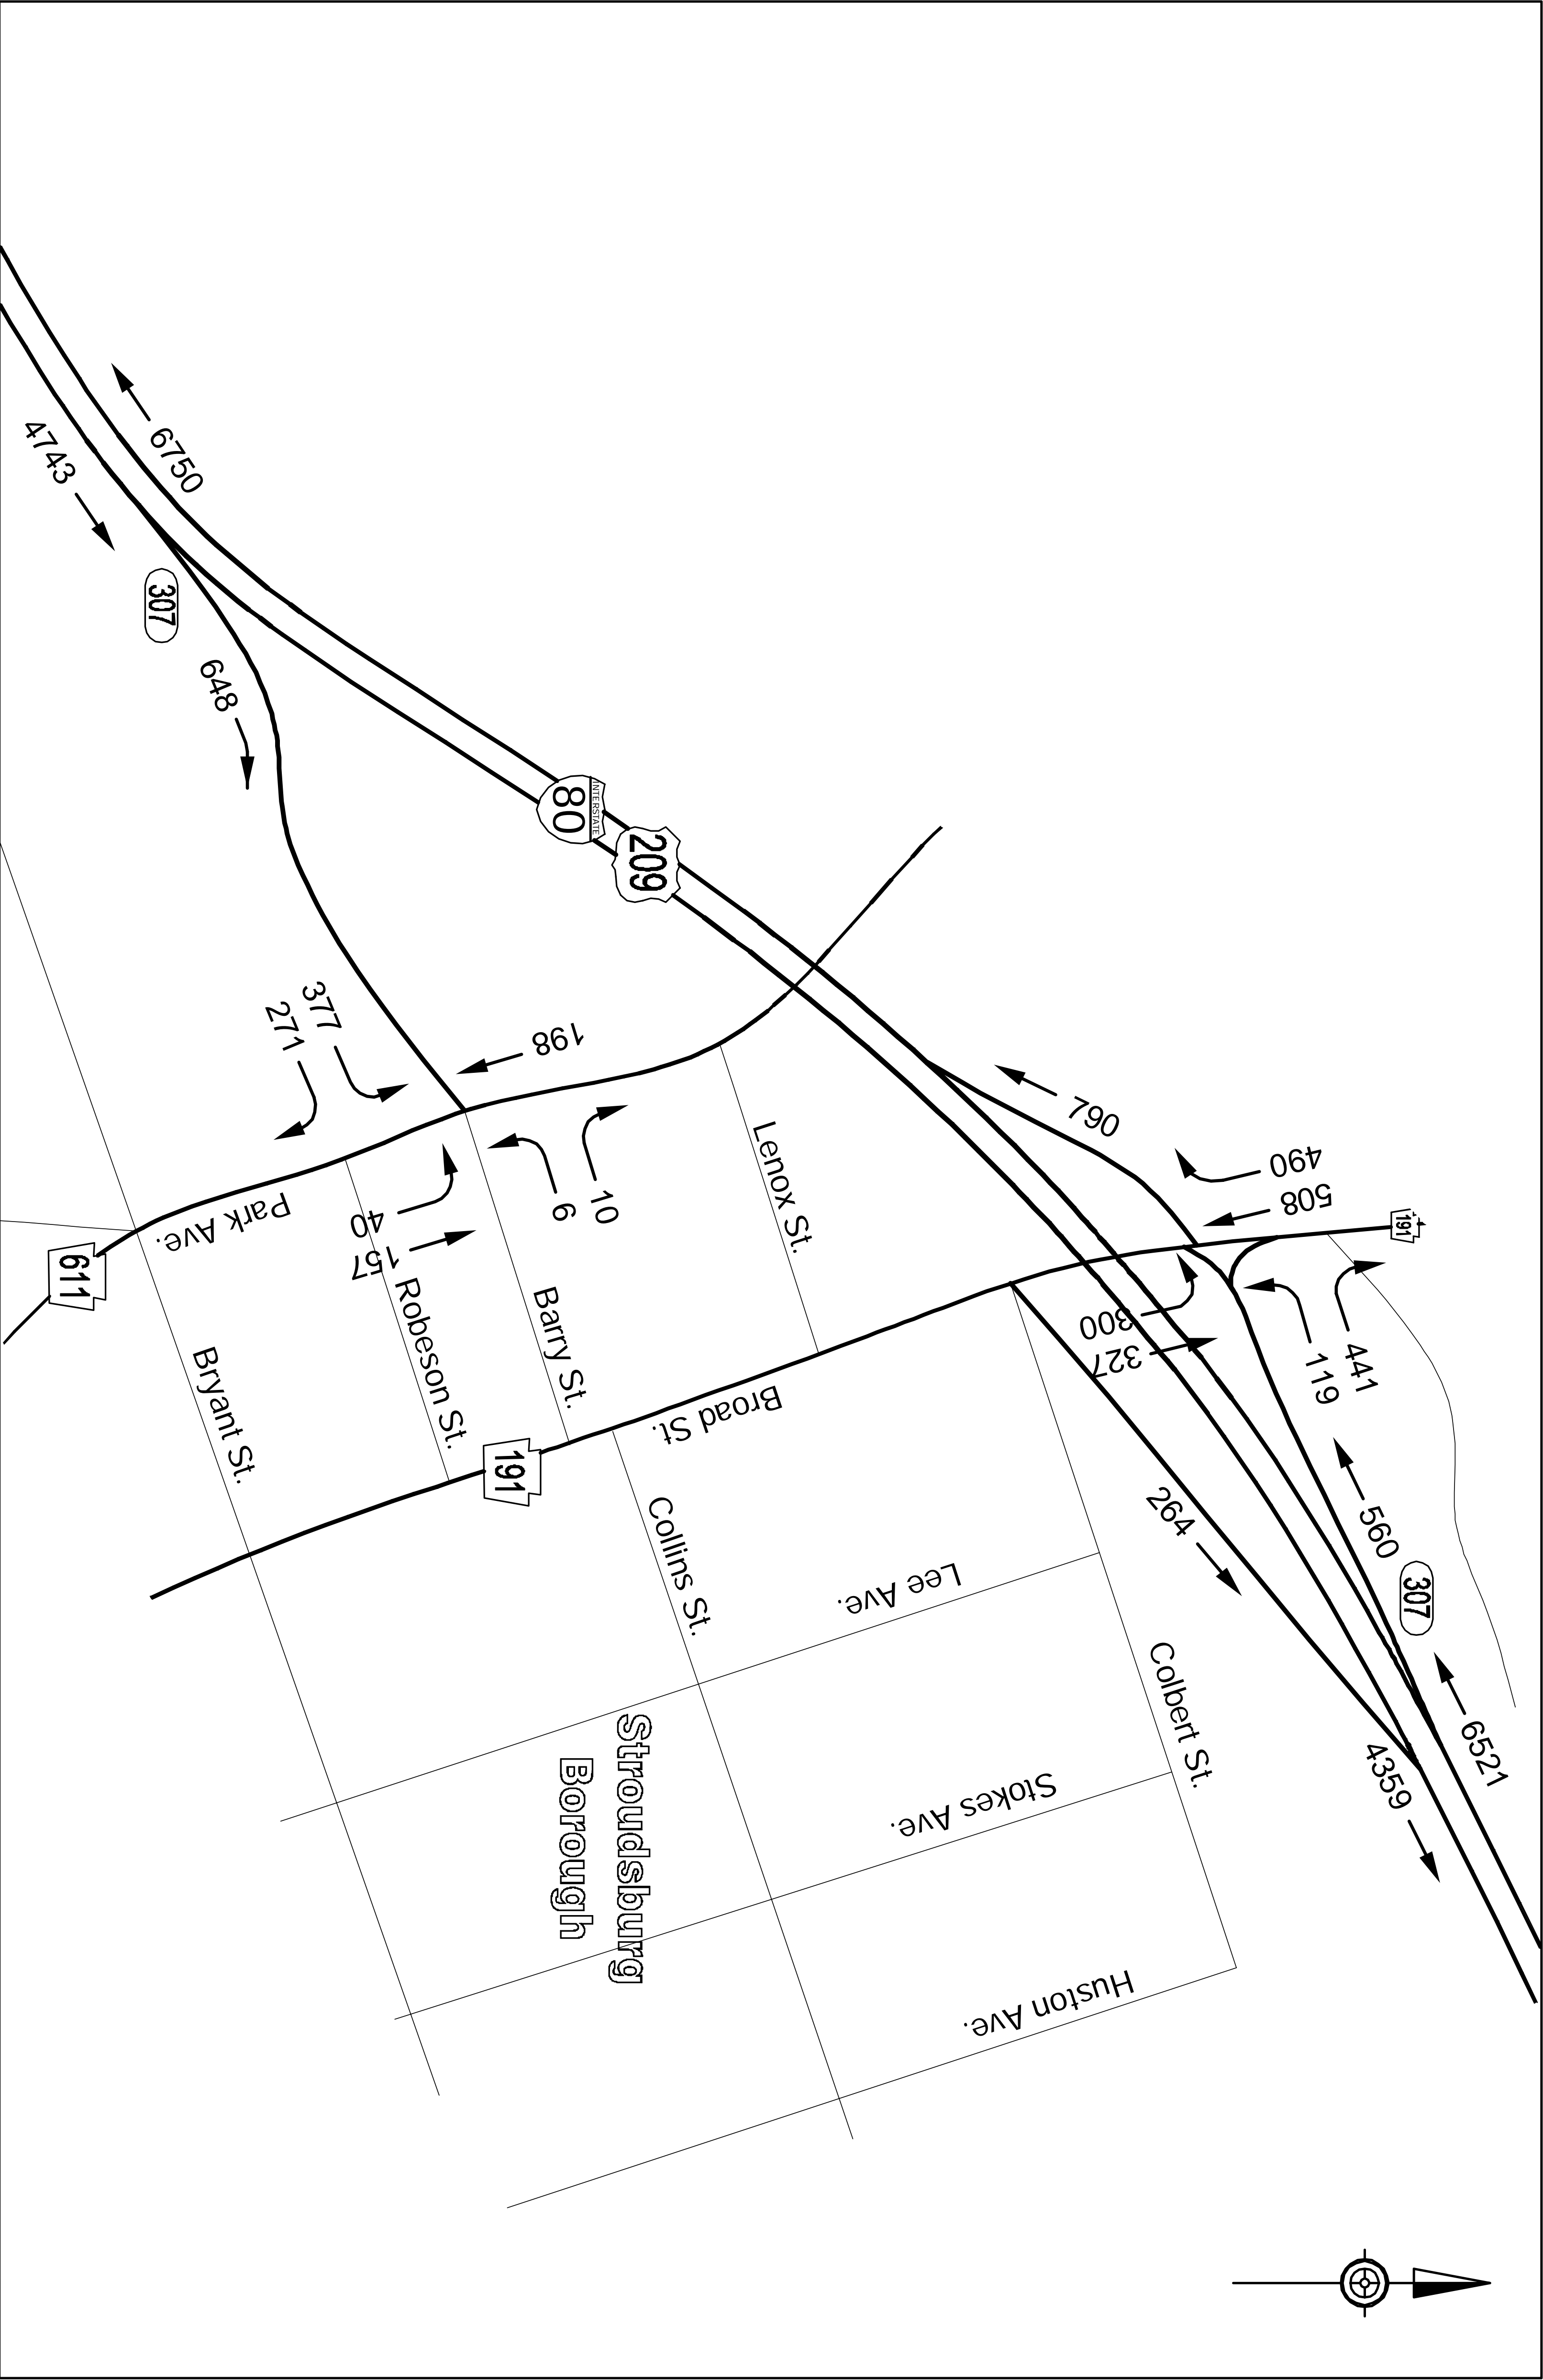 6750
4743
307
648
INTERSTATE
80
209
377
271
198
790
490
508
191
10
6
40
157
Park Ave.
611
Lenox St.
Robeson St.
Barry St.
Bryant St.
300
327
119
441
Broad St.
191
264
560
307
Collins St.
Lee Ave.
Colbert St.
6521
4359
Stroudsburg
Borough
Stokes Ave.
Huston Ave.